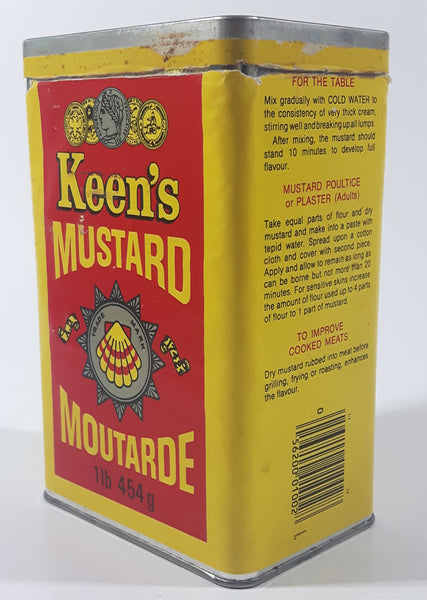 Keen's
MUSTARD
TRADE MARK
MOUTARDE
1 lb 454 g
FOR THE TABLE
Mix gradually with COLD WATER to
the consistency of very thick cream,
stirring well and breaking up all lumps.
After mixing, the mustard should
stand 10 minutes to develop full
flavour.
MUSTARD POULTICE
or PLASTER (Adults)
Take equal parts of flour and dry
mustard and make into a paste with
tepid water. Spread upon a cotton
cloth and cover with second piece.
Apply and allow to remain as long as
can be borne but not more than 20
minutes. For sensitive skins increase
the amount of flour used up to 4 parts
of flour to 1 part of mustard.
TO IMPROVE
COOKED MEATS
Dry mustard rubbed into meat before
grilling, frying or roasting, enhances
the flavour.
0
56200 01002